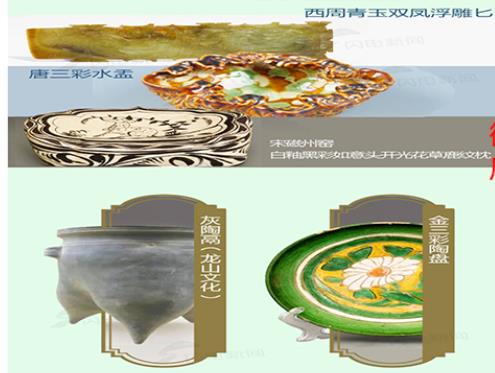 西周青玉双凤浮雕匕
唐三彩水盂
宋磁州窑
白釉黑彩如意头开光花草鹿纹枕
灰陶鬲（龙山文化）
金三彩陶盘